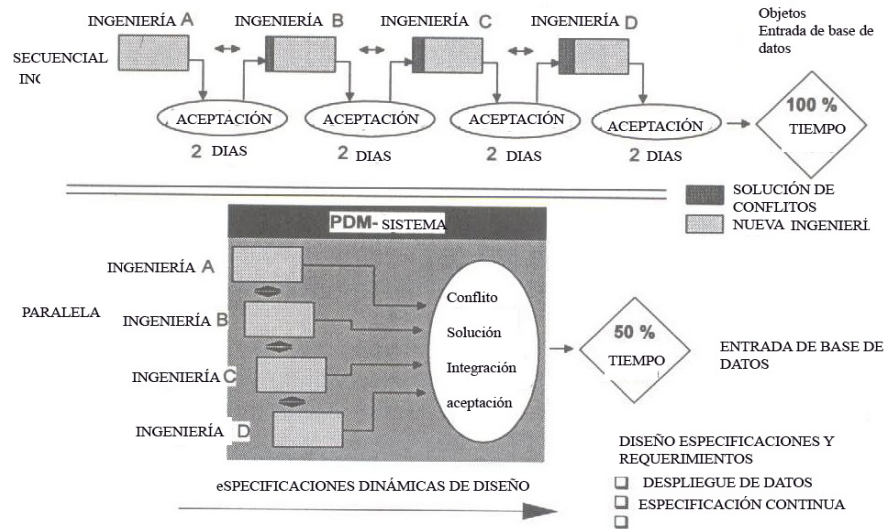 INGENIERÍA A
INGENIERÍA B
INGENIERÍA C
INGENIERÍA D
Objetos
Entrada de base de
datos
SECUENCIAL
ACEPTACIÓN
ACEPTACIÓN
ACEPTACIÓN
ACEPTACIÓN
100 %
TIEMPO
2 DIAS
2 DIAS
2 DIAS
2 DIAS
SOLUCIÓN DE
CONFLITOS
NUEVA INGENIERÍ
PDM- SISTEMA
INGENIERÍA A
PARALELA
INGENIERÍA B
INGENIERÍA C
INGENIERÍA D
Conflito
Solución
Integración
aceptación
50 %
TIEMPO
ENTRADA DE BASE DE
DATOS
DISEÑO ESPECIFICACIONES Y
REQUERIMIENTOS
DESPLIEGUE DE DATOS
ESPECIFICACIÓN CONTINUA
eSPECIFICACIONES DINÁMICAS DE DISEÑO